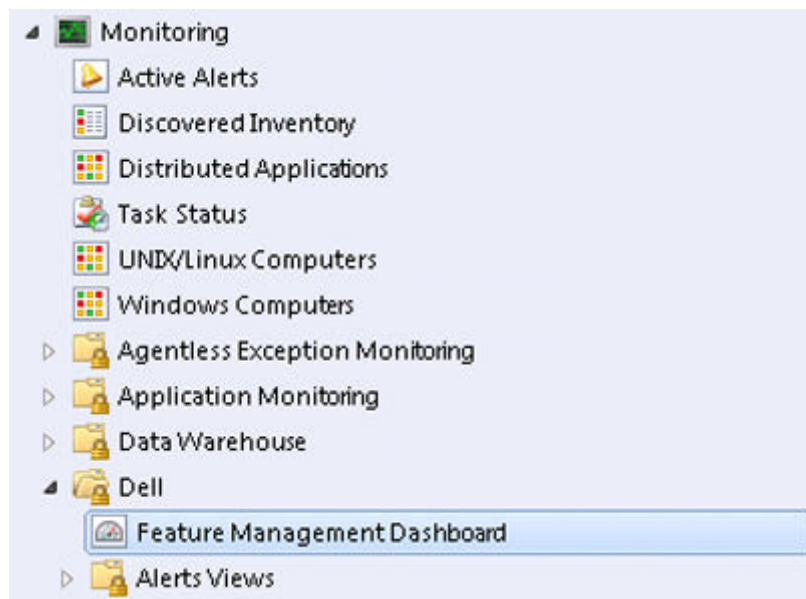 Monitoring
Active Alerts
Discovered Inventory
Distributed Applications
Task Status
UNIX/Linux Computers
Windows Computers
Agentless Exception Monitoring
Application Monitoring
Data Warehouse
Dell
Feature Management Dashboard
Alerts Views